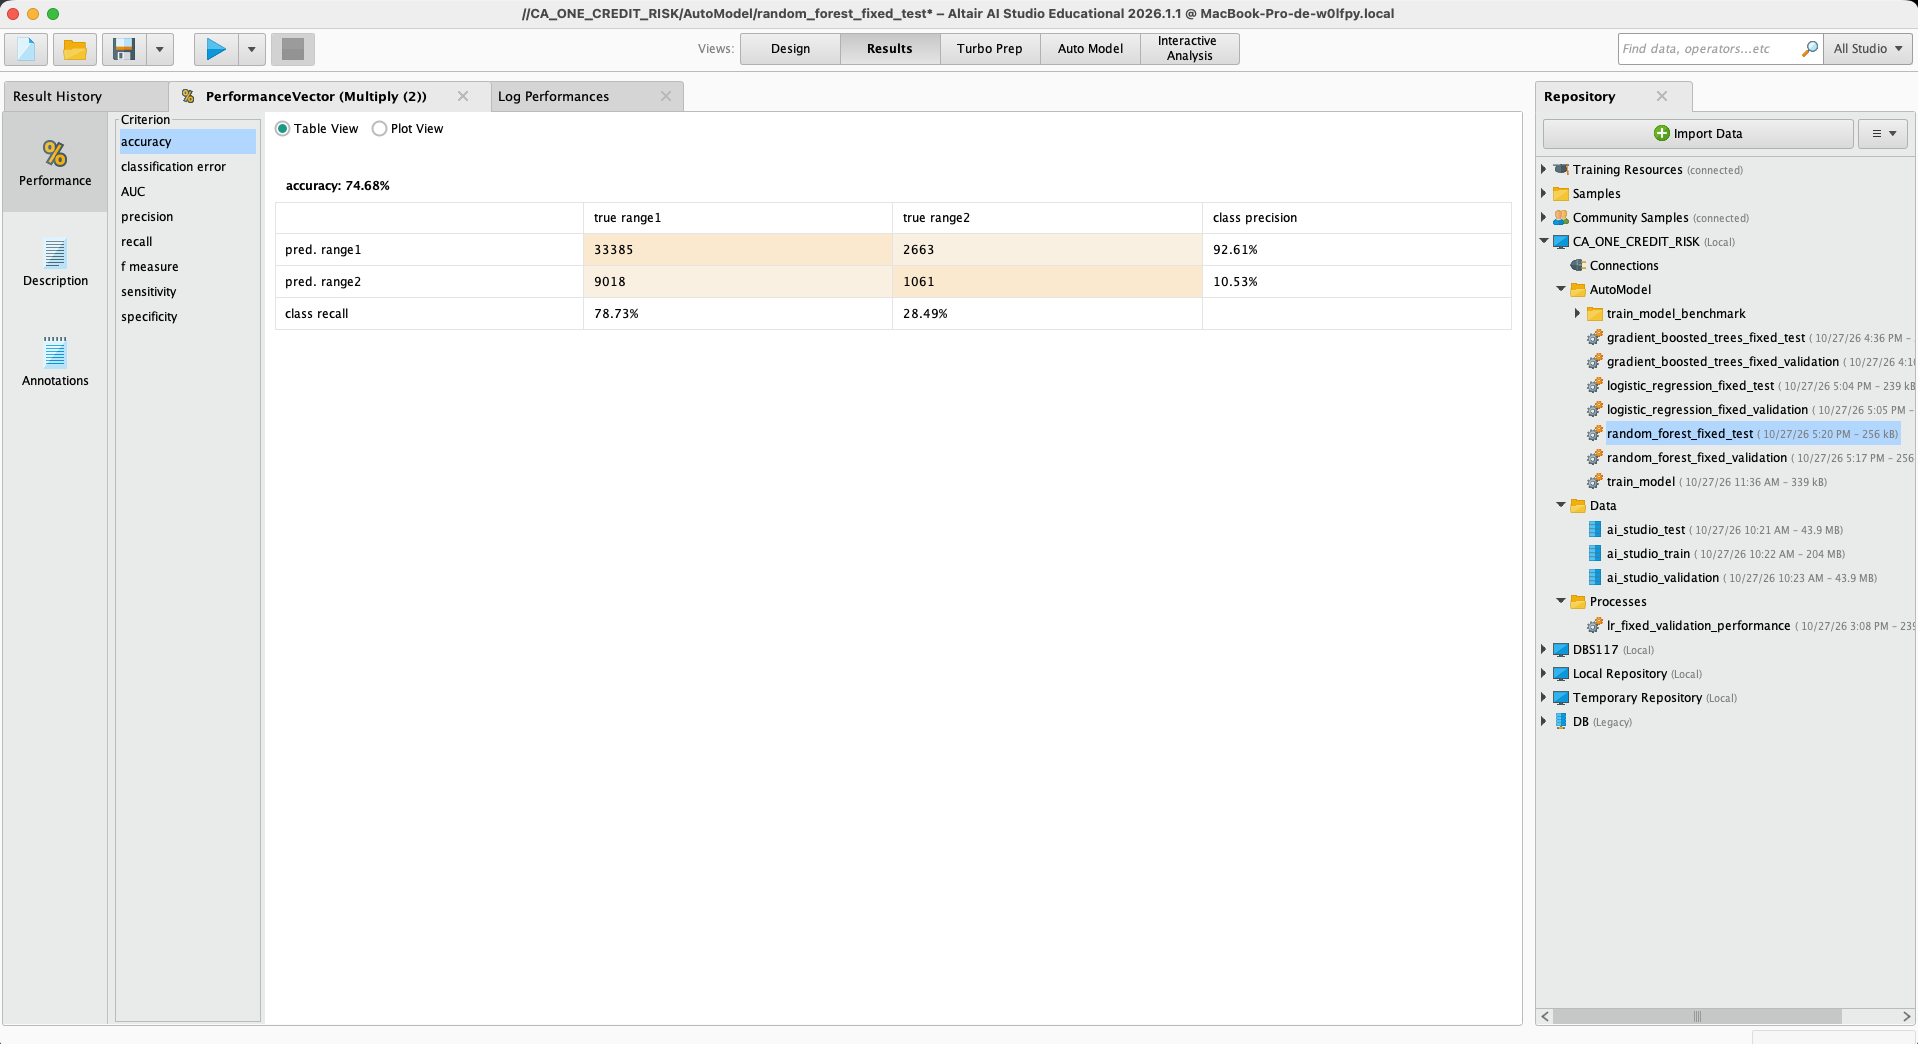 //CA_ONE_CREDIT_RISK/AutoModel/random_forest_fixed_test* – Altair AI Studio Educational 2026.1.1 @ MacBook-Pro-de-w0lfpy.local
Views: Design Results Turbo Prep Auto Model Interactive Analysis
Find data, operators...etc All Studio
Result History PerformanceVector (Multiply (2)) Log Performances
Performance
Description
Annotations
Criterion
accuracy
classification error
AUC
precision
recall
f measure
sensitivity
specificity
Table View Plot View
accuracy: 74.68%
true range1 true range2 class precision
pred. range1 33385 2663 92.61%
pred. range2 9018 1061 10.53%
class recall 78.73% 28.49%
Repository
Import Data
Training Resources (connected)
Samples
Community Samples (connected)
CA_ONE_CREDIT_RISK (Local)
Connections
AutoModel
train_model_benchmark
gradient_boosted_trees_fixed_test ( 10/27/26 4:36 PM –
gradient_boosted_trees_fixed_validation ( 10/27/26 4:10
logistic_regression_fixed_test ( 10/27/26 5:04 PM – 239 kB
logistic_regression_fixed_validation ( 10/27/26 5:05 PM –
random_forest_fixed_test ( 10/27/26 5:20 PM – 256 kB)
random_forest_fixed_validation ( 10/27/26 5:17 PM – 256
train_model ( 10/27/26 11:36 AM – 339 kB)
Data
ai_studio_test ( 10/27/26 10:21 AM – 43.9 MB)
ai_studio_train ( 10/27/26 10:22 AM – 204 MB)
ai_studio_validation ( 10/27/26 10:23 AM – 43.9 MB)
Processes
lr_fixed_validation_performance ( 10/27/26 3:08 PM – 239
DBS117 (Local)
Local Repository (Local)
Temporary Repository (Local)
DB (Legacy)